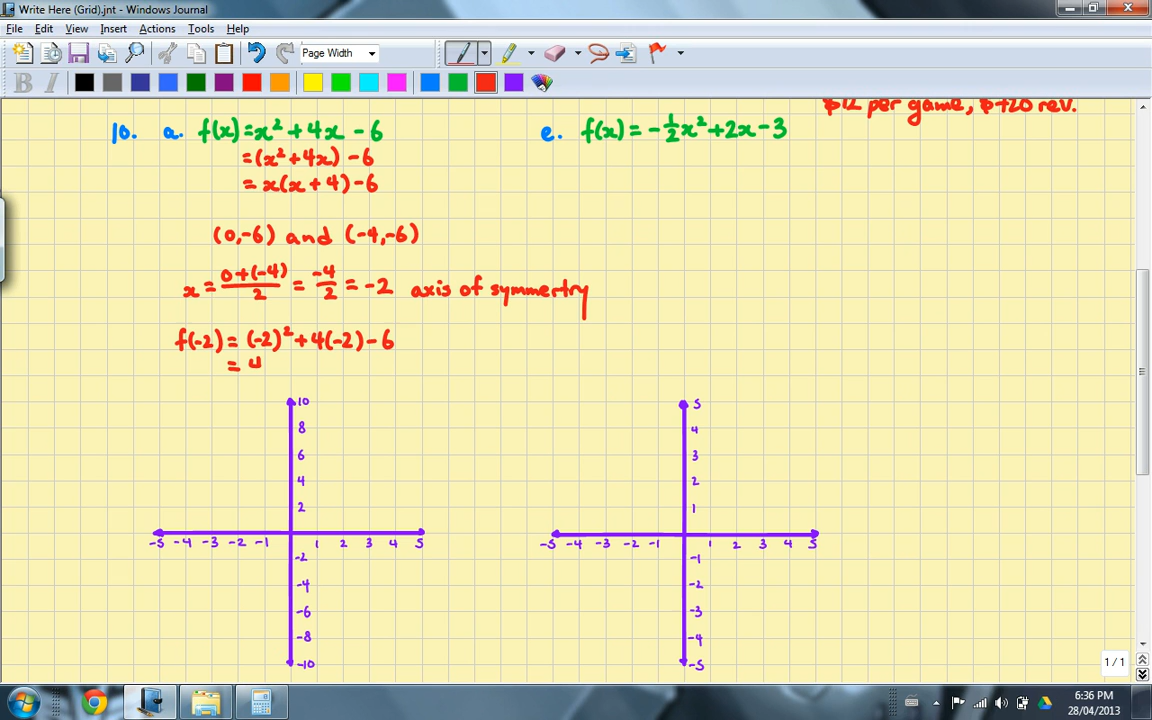 Write Here (Grid).jnt - Windows Journal
File Edit View Insert Actions Tools Help
Page Width
B I
$12 per game, $720 rev.
10. a. f(x) = x² + 4x - 6
= (x² + 4x) - 6
= x(x + 4) - 6
(0,-6) and (-4,-6)
x = 0+(-4)/2 = -4/2 = -2 axis of symmertry
f(-2) = (-2)² + 4(-2) - 6
= 4
10
8
6
4
2
-5 -4 -3 -2 -1 1 2 3 4 5
-2
-4
-6
-8
-10
e. f(x) = -1/2x² + 2x - 3
5
4
3
2
1
-5 -4 -3 -2 -1 1 2 3 4 5
-1
-2
-3
-4
-5
1 / 1
6:36 PM
28/04/2013